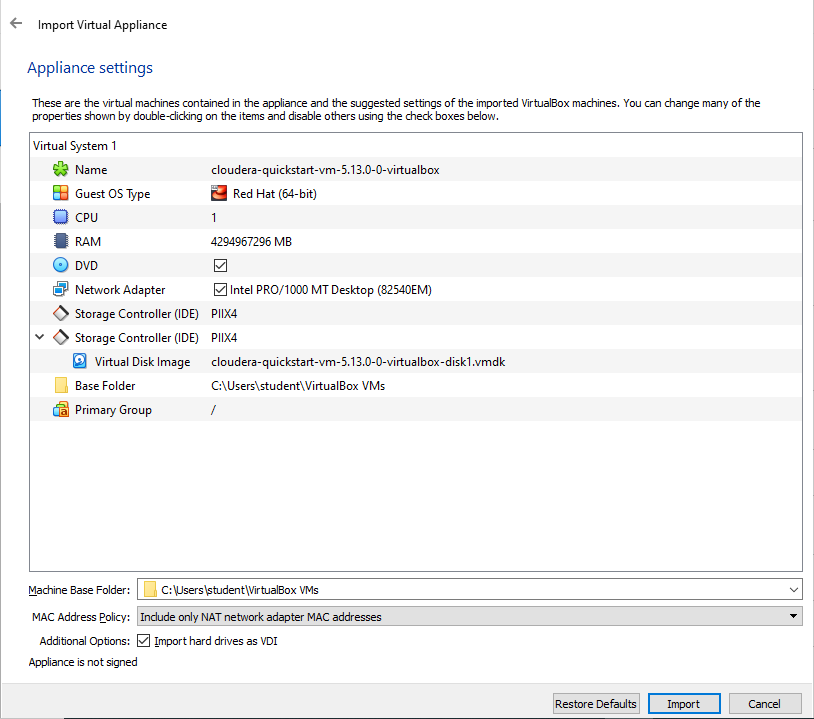 Import Virtual Appliance
Appliance settings
These are the virtual machines contained in the appliance and the suggested settings of the imported VirtualBox machines. You can change many of the
properties shown by double-clicking on the items and disable others using the check boxes below.
Virtual System 1
Name cloudera-quickstart-vm-5.13.0-0-virtualbox
Guest OS Type Red Hat (64-bit)
CPU 1
RAM 4294967296 MB
DVD
Network Adapter Intel PRO/1000 MT Desktop (82540EM)
Storage Controller (IDE) PIIX4
Storage Controller (IDE) PIIX4
Virtual Disk Image cloudera-quickstart-vm-5.13.0-0-virtualbox-disk1.vmdk
Base Folder C:\Users\student\VirtualBox VMs
Primary Group /
Machine Base Folder: C:\Users\student\VirtualBox VMs
MAC Address Policy: Include only NAT network adapter MAC addresses
Additional Options: Import hard drives as VDI
Appliance is not signed
Restore Defaults Import Cancel